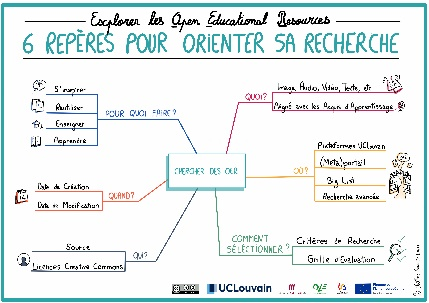 Explorer les Open Educational Resources
6 REPÈRES POUR ORIENTER SA RECHERCHE
S'inspirer
Réutiliser
Enseigner
Apprendre
POUR QUOI FAIRE ?
QUOI ?
Image, Audio, Vidéo, Texte, etc
Aligné avec les Acquis d'Apprentissage
CHERCHER DES OER
Date de Création
Date de Modification
QUAND ?
OÙ ?
Plateformes UCLouvain
(Méta)portail
Big List
Recherche avancée
Source
Licences Creative Commons
QUI ?
COMMENT
SÉLECTIONNER ?
Critères de Recherche
Grille d'Évaluation
UCLouvain